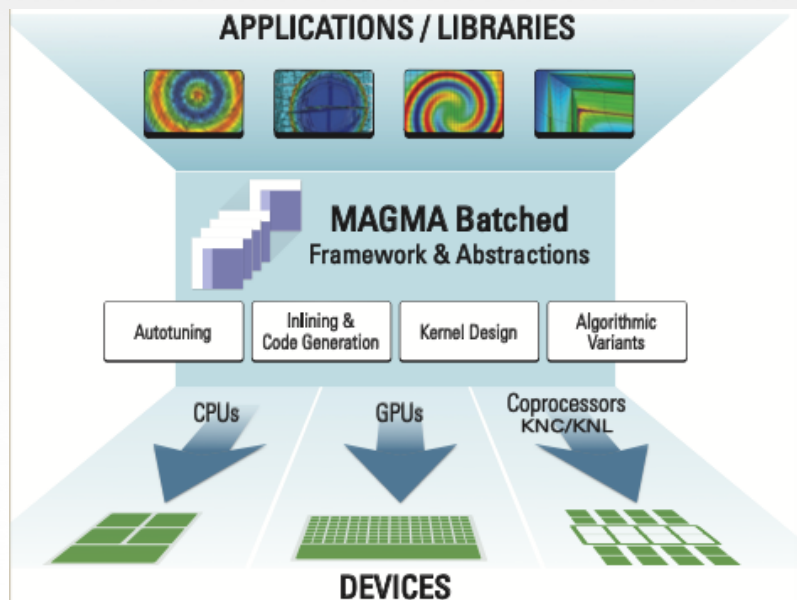 APPLICATIONS / LIBRARIES
MAGMA Batched
Framework & Abstractions
Autotuning
Inlining &
Code Generation
Kernel Design
Algorithmic
Variants
CPUs
GPUs
Coprocessors
KNC/KNL
DEVICES